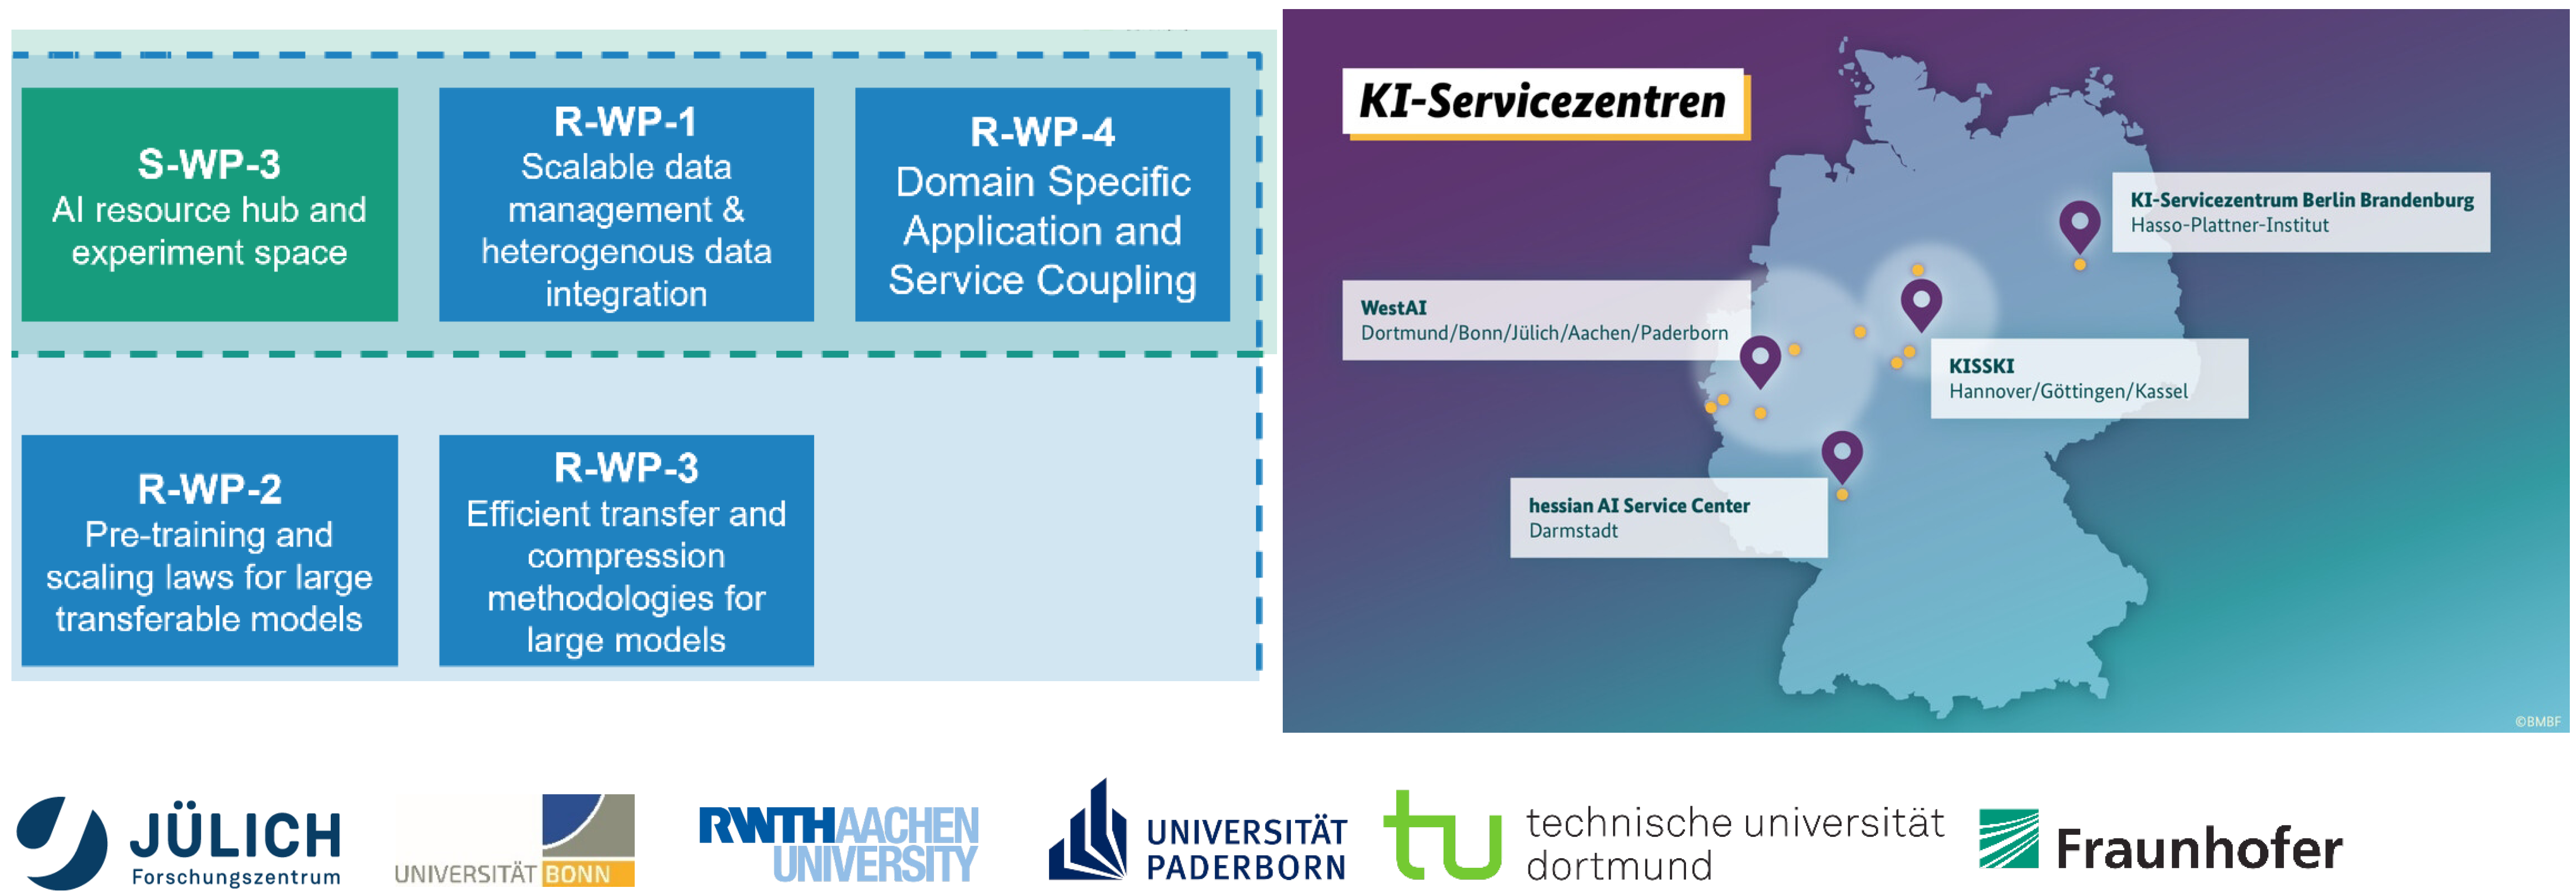 S-WP-3
AI resource hub and
experiment space
R-WP-1
Scalable data
management &
heterogenous data
integration
R-WP-4
Domain Specific
Application and
Service Coupling
R-WP-2
Pre-training and
scaling laws for large
transferable models
R-WP-3
Efficient transfer and
compression
methodologies for
large models
KI-Servicezentren
KI-Servicezentrum Berlin Brandenburg
Hasso-Plattner-Institut
WestAI
Dortmund/Bonn/Jülich/Aachen/Paderborn
KISSKI
Hannover/Göttingen/Kassel
hessian AI Service Center
Darmstadt
©BMBF
JÜLICH
Forschungszentrum
UNIVERSITÄT BONN
RWTHAACHEN
UNIVERSITY
UNIVERSITÄT
PADERBORN
tu
technische universität
dortmund
Fraunhofer